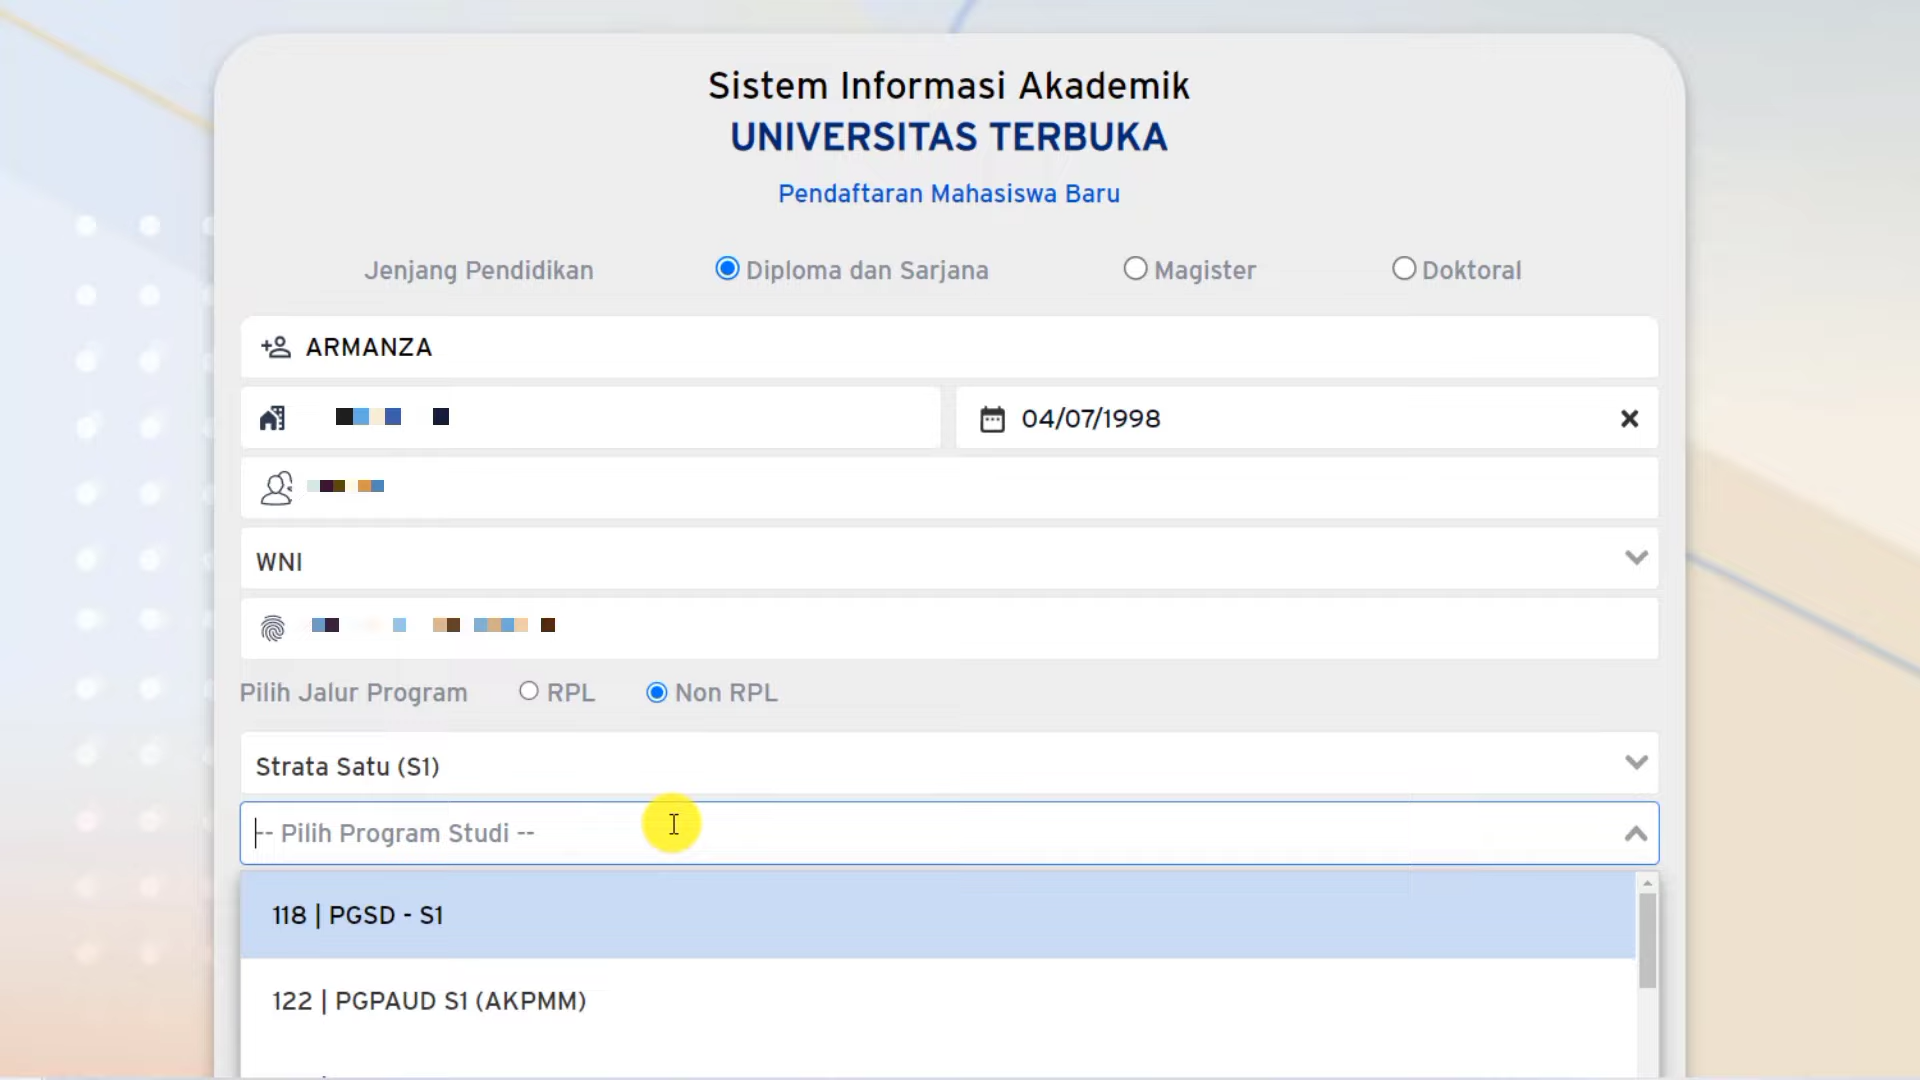 Sistem Informasi Akademik
UNIVERSITAS TERBUKA
Pendaftaran Mahasiswa Baru
Jenjang Pendidikan Diploma dan Sarjana Magister Doktoral
ARMANZA
04/07/1998
WNI
Pilih Jalur Program RPL Non RPL
Strata Satu (S1)
-- Pilih Program Studi --
118 | PGSD - S1
122 | PGPAUD S1 (AKPMM)